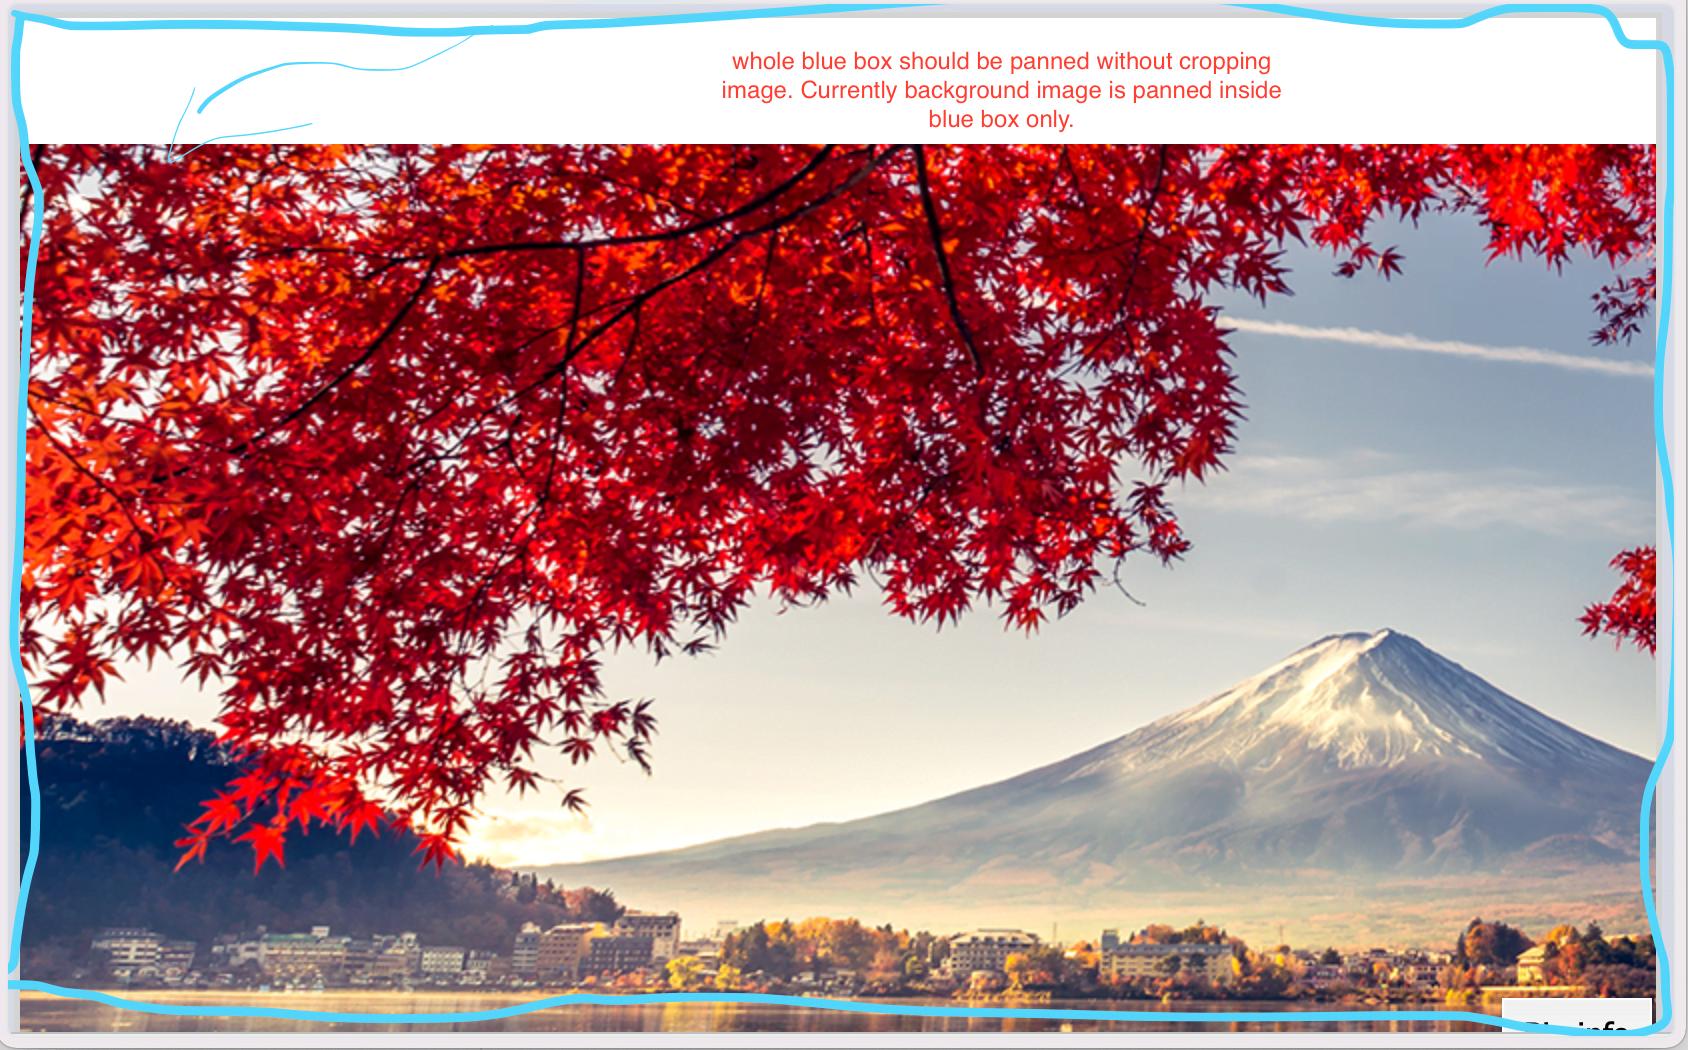 whole blue box should be panned without cropping
image. Currently background image is panned inside
blue box only.